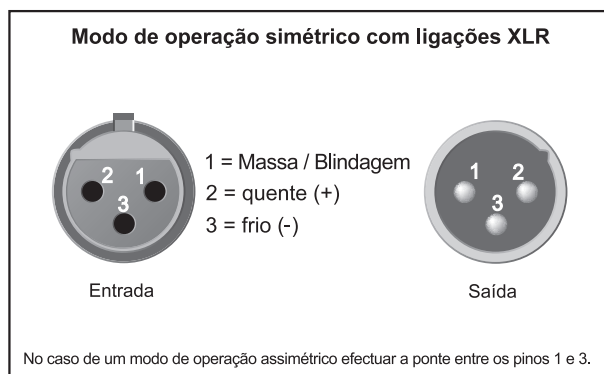 Modo de operação simétrico com ligações XLR
2 1
3
1 = Massa / Blindagem
2 = quente (+)
3 = frio (-)
1 2
3
Entrada
Saída
No caso de um modo de operação assimétrico efectuar a ponte entre os pinos 1 e 3.